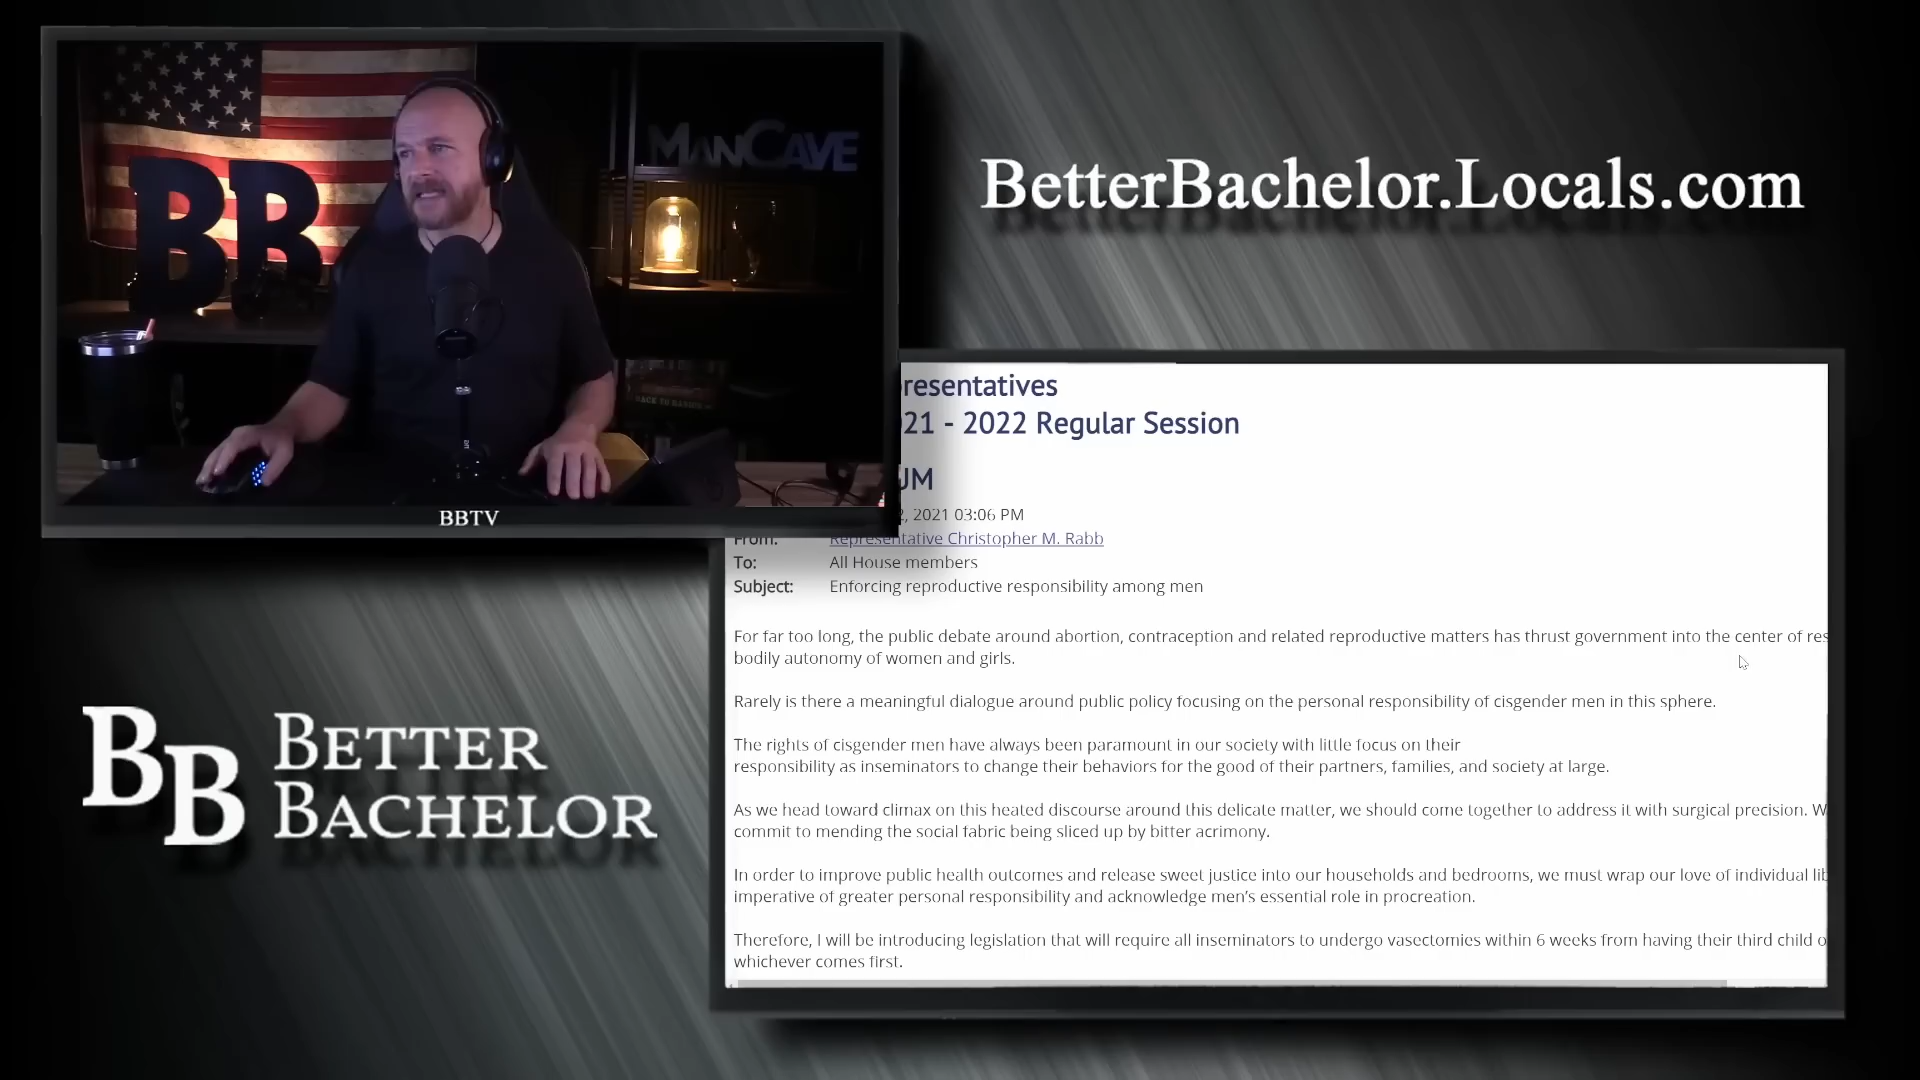 BB
MANCAVE
BACK TO BASICS
BBTV
BetterBachelor.Locals.com
presentatives
21 - 2022 Regular Session
UM
2, 2021 03:06 PM
From: Representative Christopher M. Rabb
To: All House members
Subject: Enforcing reproductive responsibility among men
For far too long, the public debate around abortion, contraception and related reproductive matters has thrust government into the center of res
bodily autonomy of women and girls.
Rarely is there a meaningful dialogue around public policy focusing on the personal responsibility of cisgender men in this sphere.
The rights of cisgender men have always been paramount in our society with little focus on their
responsibility as inseminators to change their behaviors for the good of their partners, families, and society at large.
As we head toward climax on this heated discourse around this delicate matter, we should come together to address it with surgical precision. W
commit to mending the social fabric being sliced up by bitter acrimony.
In order to improve public health outcomes and release sweet justice into our households and bedrooms, we must wrap our love of individual lib
imperative of greater personal responsibility and acknowledge men's essential role in procreation.
Therefore, I will be introducing legislation that will require all inseminators to undergo vasectomies within 6 weeks from having their third child o
whichever comes first.
BB
BETTER
BACHELOR